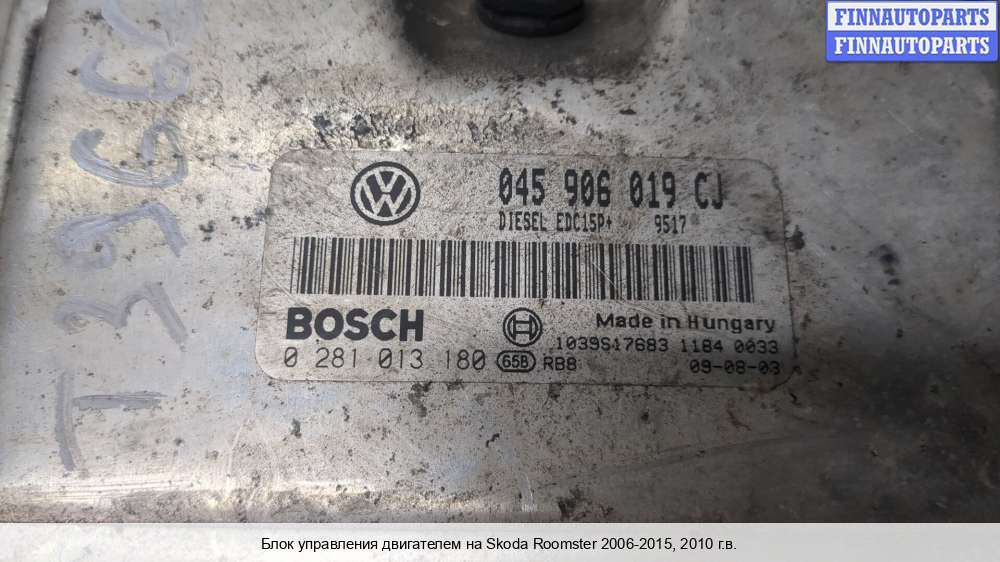 FINNAUTOPARTS
FINNAUTOPARTS
045 906 019 CJ
DIESEL EDC15P+ 9517
BOSCH
Made in Hungary
1039S17683 1184 0033
0 281 013 180 65B RB8
09-08-03
Блок управления двигателем на Skoda Roomster 2006-2015, 2010 г.в.